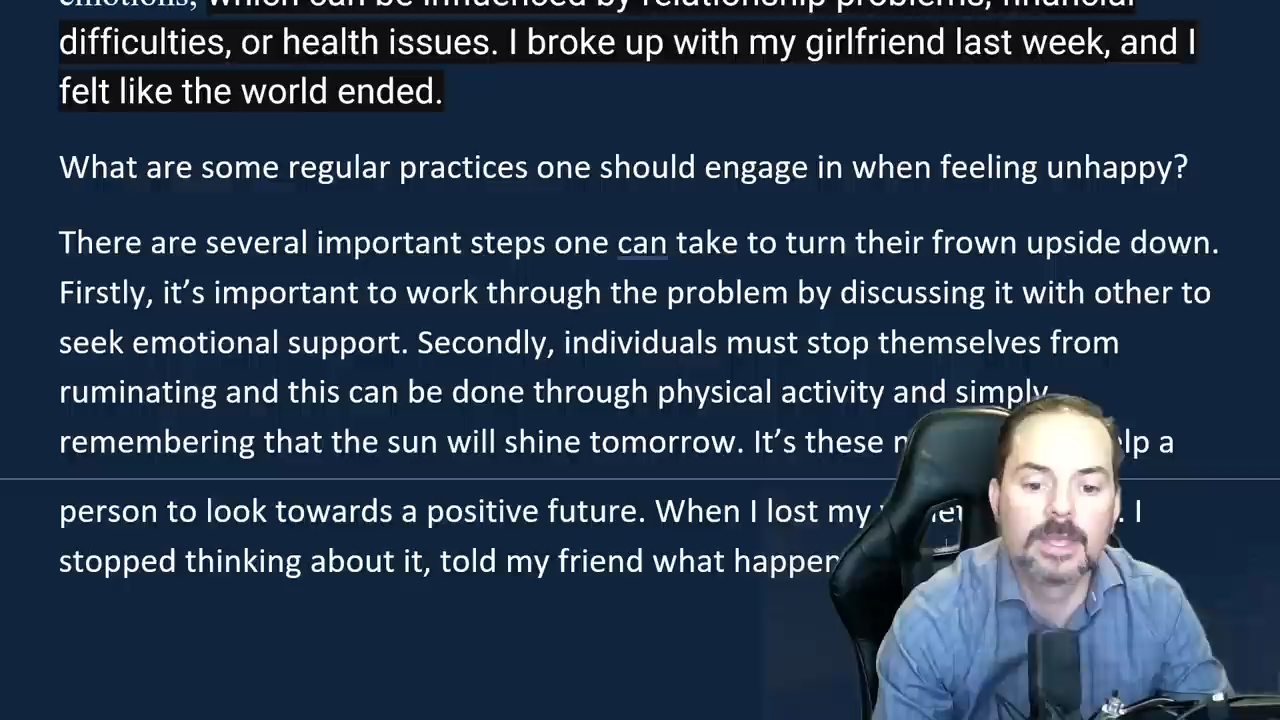 difficulties, or health issues. I broke up with my girlfriend last week, and I
felt like the world ended.
What are some regular practices one should engage in when feeling unhappy?
There are several important steps one can take to turn their frown upside down.
Firstly, it’s important to work through the problem by discussing it with other to
seek emotional support. Secondly, individuals must stop themselves from
ruminating and this can be done through physical activity and simply
remembering that the sun will shine tomorrow. It’s these a
person to look towards a positive future. When I lost my I
stopped thinking about it, told my friend what